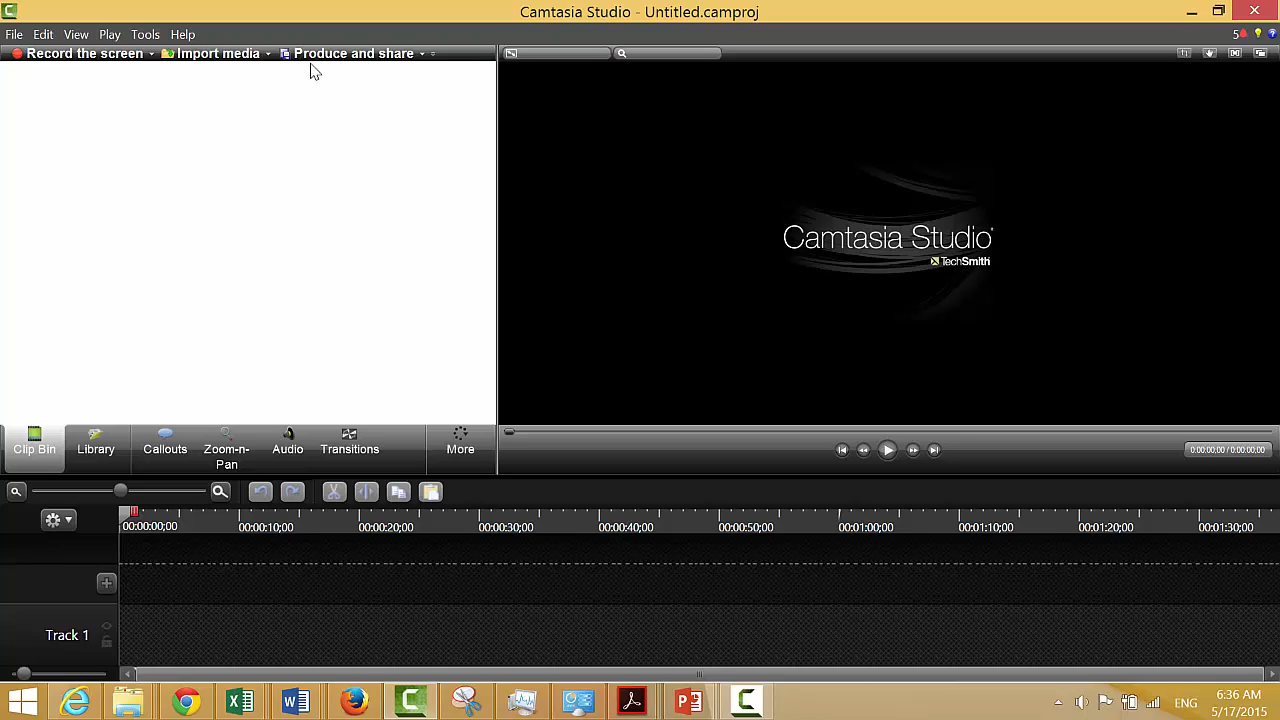 Camtasia Studio - Untitled.camproj
File Edit View Play Tools Help
5
Record the screen Import media Produce and share
Camtasia Studio
TechSmith
Clip Bin Library Callouts Zoom-n-Pan Audio Transitions More
0:00:00;00 / 0:00:00;00
00:00:00;00 00:00:10;00 00:00:20;00 00:00:30;00 00:00:40;00 00:00:50;00 00:01:00;00 00:01:10;00 00:01:20;00 00:01:30;00
Track 1
ENG
6:36 AM
5/17/2015